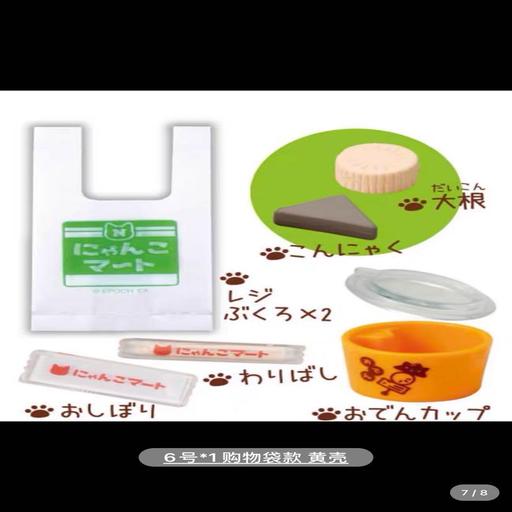 N
にゃんこ
マート
© EPOCH CA
だいこん
大根
こんにゃく
レジ
ぶくろ×2
にゃんこマート
わりばし
にゃんこマート
おしぼり
おでんカップ
6号*1购物袋款 黄壳
7 / 8